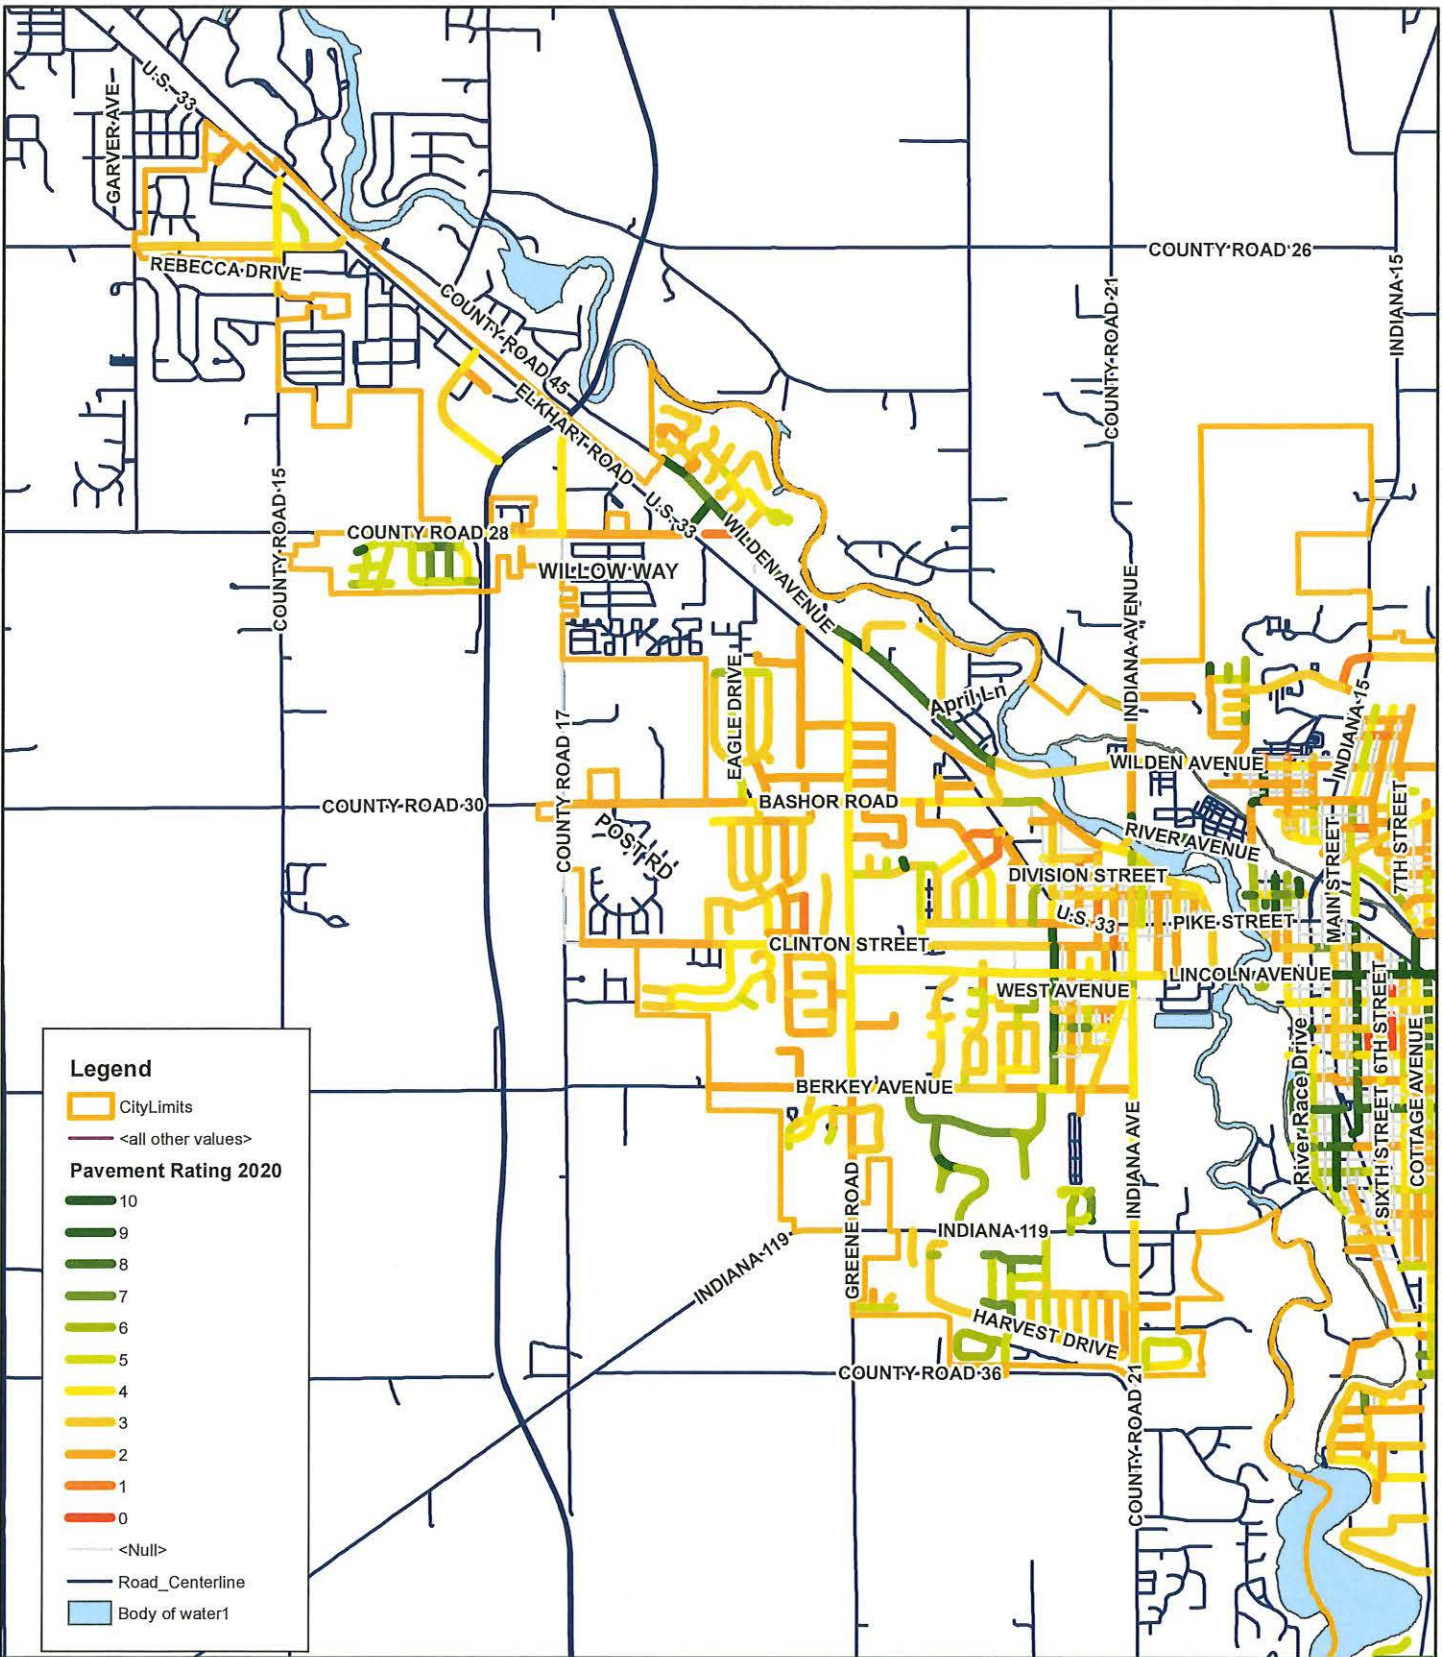 U.S. 33
GARVER AVE
REBECCA DRIVE
COUNTY ROAD 26
INDIANA 15
COUNTY ROAD 21
COUNTY ROAD 45
ELKHART ROAD
COUNTY ROAD 15
COUNTY ROAD 28
U.S. 33
WILDEN AVENUE
WILLOW WAY
INDIANA AVENUE
EAGLE DRIVE
April Ln
INDIANA 15
COUNTY ROAD 17
WILDEN AVENUE
COUNTY ROAD 30
BASHOR ROAD
POST RD
RIVER AVENUE
MAIN STREET
7TH STREET
DIVISION STREET
U.S. 33
PIKE STREET
CLINTON STREET
LINCOLN AVENUE
WEST AVENUE
River Race Drive
SIXTH STREET
6TH STREET
COTTAGE AVENUE
BERKEY AVENUE
INDIANA AVE
GREENE ROAD
INDIANA 119
INDIANA 119
HARVEST DRIVE
COUNTY ROAD 36
COUNTY ROAD 21
Legend
CityLimits
<all other values>
Pavement Rating 2020
10
9
8
7
6
5
4
3
2
1
0
<Null>
Road_Centerline
Body of water1